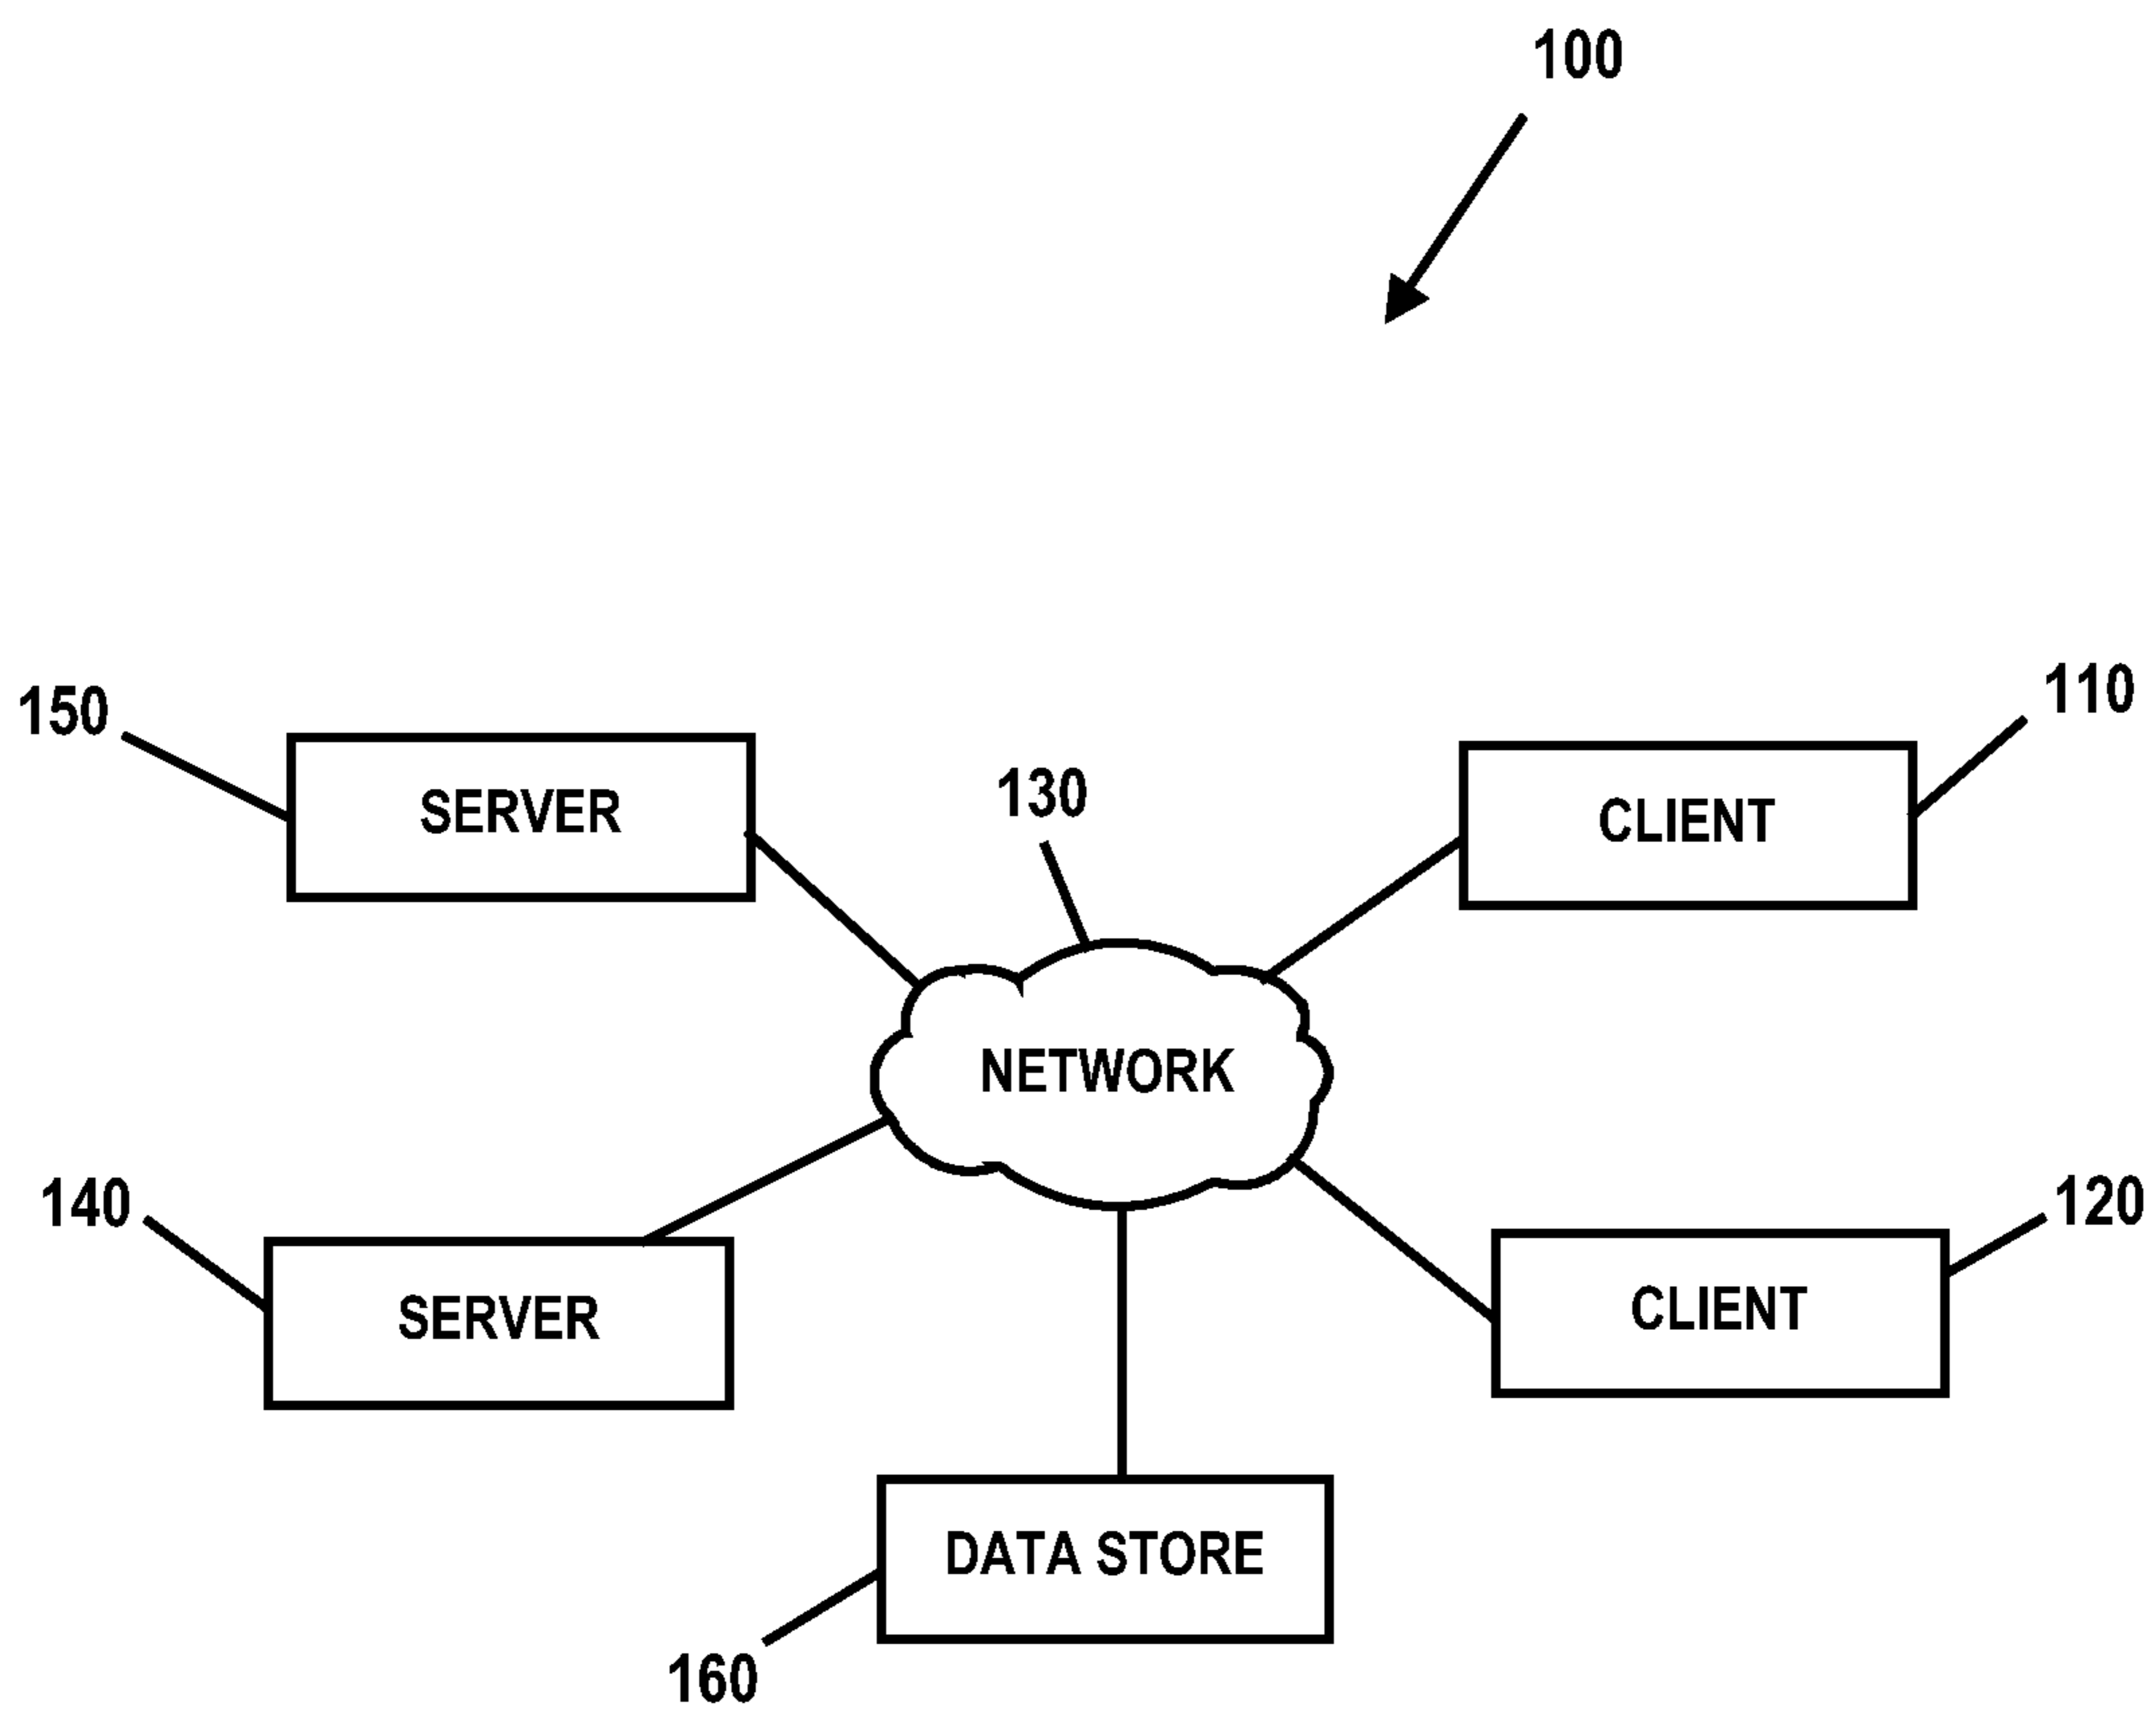 100
150
110
SERVER
130
CLIENT
NETWORK
140
120
SERVER
CLIENT
DATA STORE
160